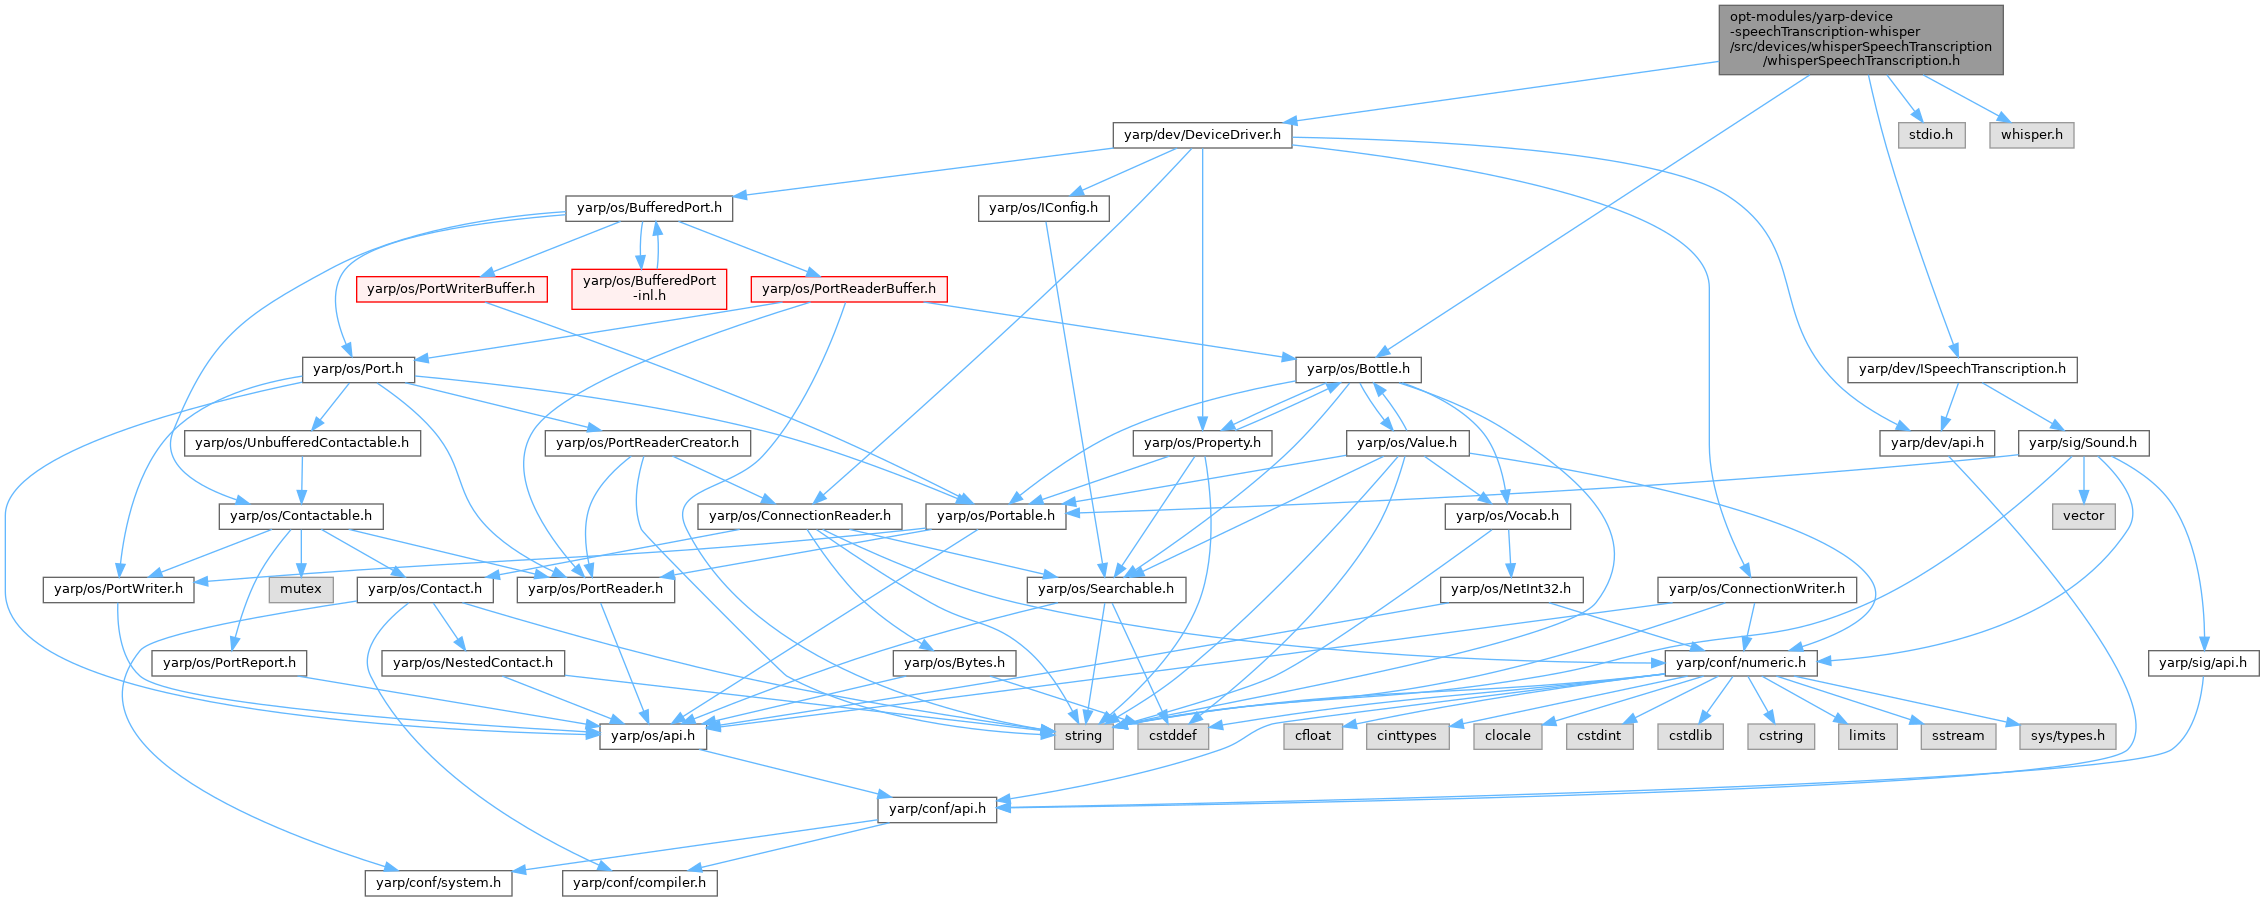 opt-modules/yarp-device
-speechTranscription-whisper
/src/devices/whisperSpeechTranscription
/whisperSpeechTranscription.h
yarp/dev/DeviceDriver.h
stdio.h
whisper.h
yarp/os/BufferedPort.h
yarp/os/IConfig.h
yarp/os/PortWriterBuffer.h
yarp/os/BufferedPort
-inl.h
yarp/os/PortReaderBuffer.h
yarp/os/Port.h
yarp/os/Bottle.h
yarp/dev/ISpeechTranscription.h
yarp/os/UnbufferedContactable.h
yarp/os/PortReaderCreator.h
yarp/os/Property.h
yarp/os/Value.h
yarp/dev/api.h
yarp/sig/Sound.h
yarp/os/Contactable.h
yarp/os/ConnectionReader.h
yarp/os/Portable.h
yarp/os/Vocab.h
vector
yarp/os/PortWriter.h
mutex
yarp/os/Contact.h
yarp/os/PortReader.h
yarp/os/Searchable.h
yarp/os/NetInt32.h
yarp/os/ConnectionWriter.h
yarp/os/PortReport.h
yarp/os/NestedContact.h
yarp/os/Bytes.h
yarp/conf/numeric.h
yarp/sig/api.h
yarp/os/api.h
string
cstddef
cfloat
cinttypes
clocale
cstdint
cstdlib
cstring
limits
sstream
sys/types.h
yarp/conf/api.h
yarp/conf/system.h
yarp/conf/compiler.h